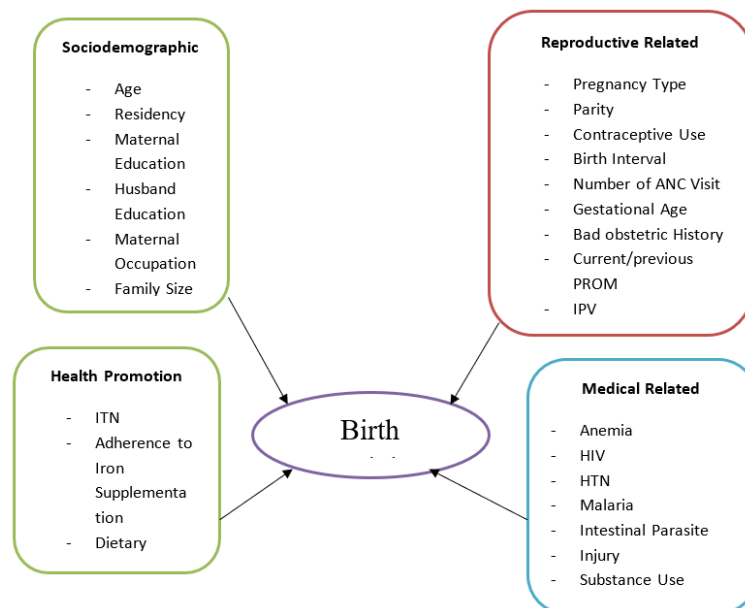 Sociodemographic
- Age
- Residency
- Maternal
Education
- Husband
Education
- Maternal
Occupation
- Family Size
Reproductive Related
- Pregnancy Type
- Parity
- Contraceptive Use
- Birth Interval
- Number of ANC Visit
- Gestational Age
- Bad obstetric History
- Current/previous
PROM
- IPV
Health Promotion
- ITN
- Adherence to
Iron
Supplementa
tion
- Dietary
Birth
Medical Related
- Anemia
- HIV
- HTN
- Malaria
- Intestinal Parasite
- Injury
- Substance Use